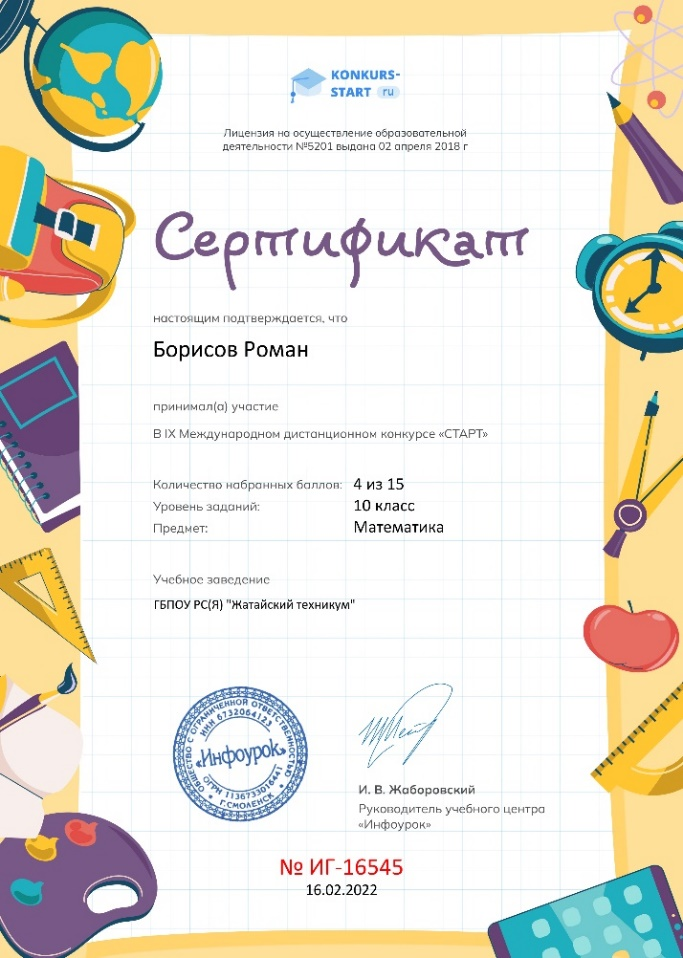 KONKURS-
START ru
Лицензия на осуществление образовательной
деятельности №5201 выдана 02 апреля 2018 г
Сертификат
настоящим подтверждается, что
Борисов Роман
принимал(а) участие
В IX Международном дистанционном конкурсе «СТАРТ»
Количество набранных баллов: 4 из 15
Уровень заданий: 10 класс
Предмет: Математика
Учебное заведение
ГБПОУ РС(Я) "Жатайский техникум"
ОБЩЕСТВО С ОГРАНИЧЕННОЙ ОТВЕТСТВЕННОСТЬЮ
ИНН 6732064123
«Инфоурок»
ОГРН 1136733016441
Г.СМОЛЕНСК
И. В. Жаборовский
Руководитель учебного центра
«Инфоурок»
№ ИГ-16545
16.02.2022